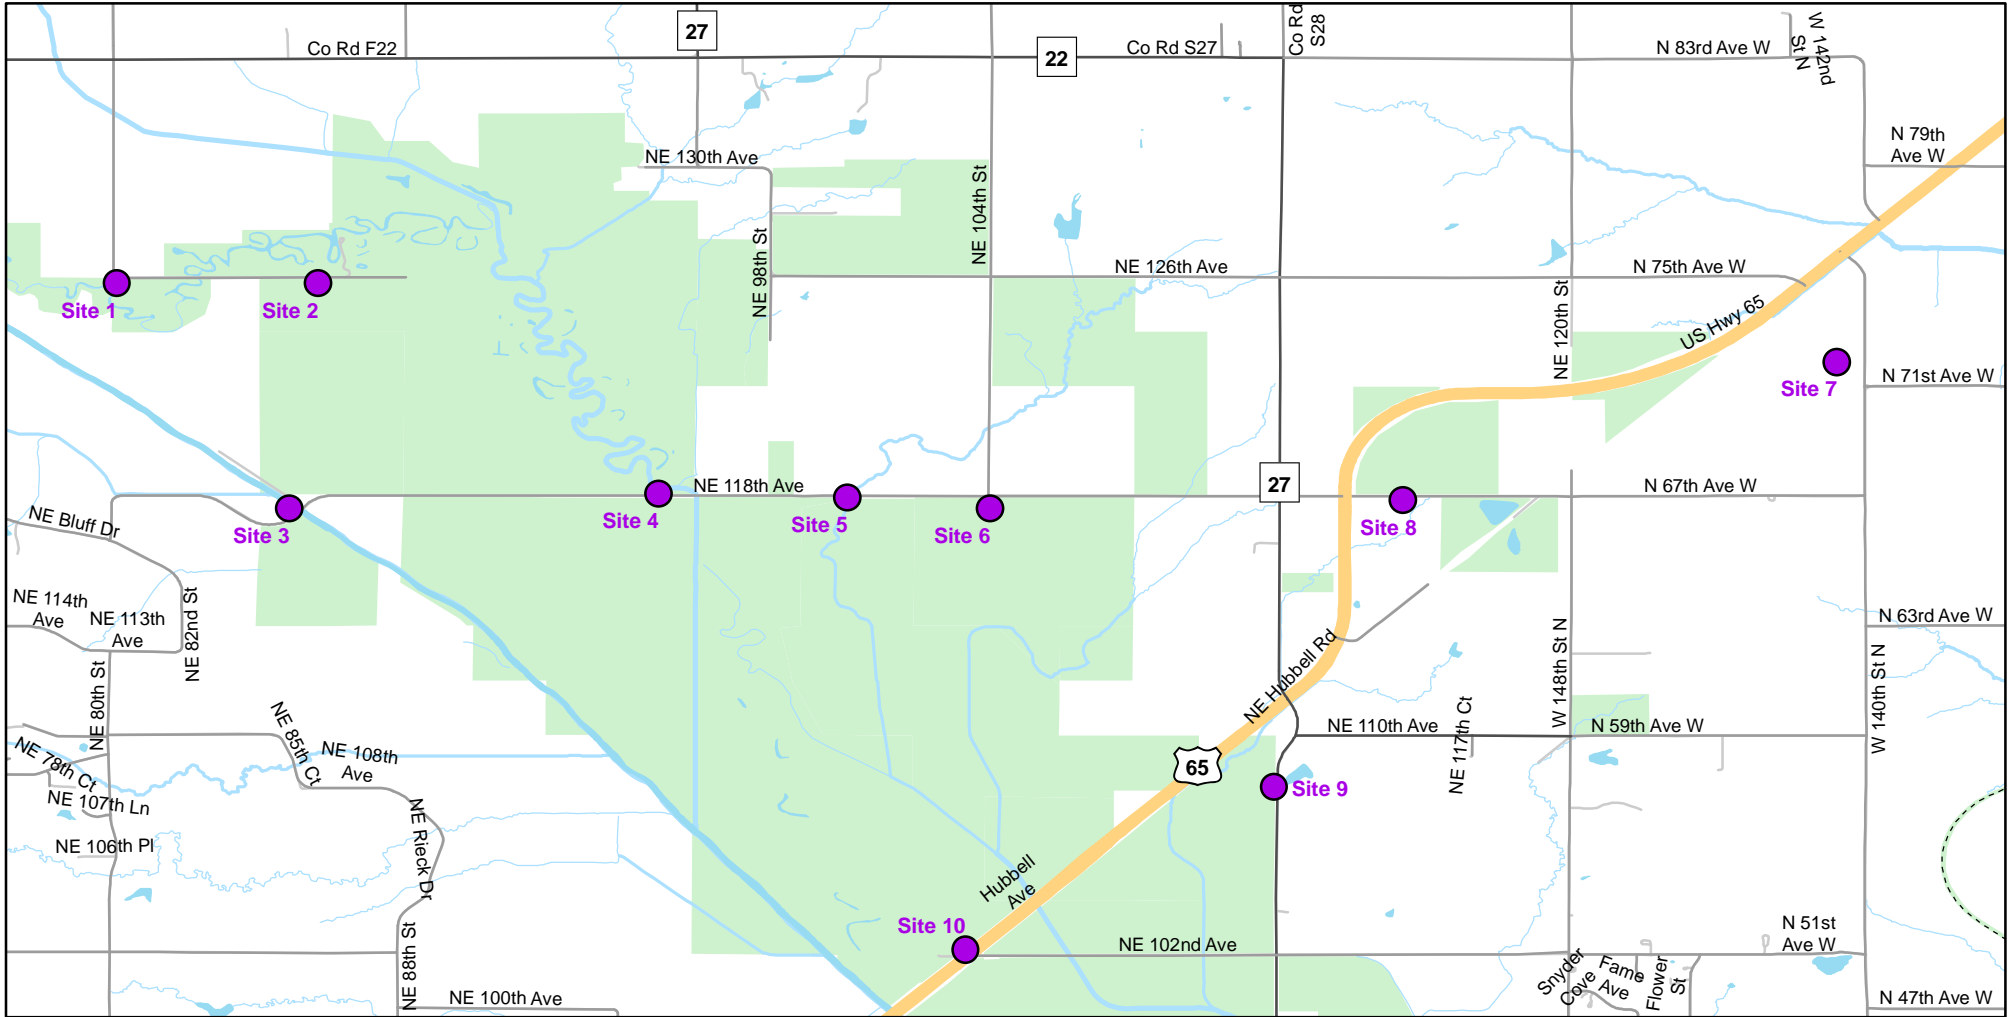 27
Co Rd F22
22
Co Rd S27
Co Rd
S28
N 83rd Ave W
W 142nd
St N
N 79th
Ave W
NE 130th Ave
NE 104th St
NE 98th St
NE 126th Ave
N 75th Ave W
NE 120th St
US Hwy 65
Site 1
Site 2
Site 7
N 71st Ave W
27
NE 118th Ave
N 67th Ave W
Site 3
Site 4
Site 5
Site 6
Site 8
NE Bluff Dr
NE 114th
Ave
NE 113th
Ave
NE 82nd St
NE 80th St
N 63rd Ave W
W 148th St N
W 140th St N
NE Hubbell Rd
NE 110th Ave
N 59th Ave W
NE 117th Ct
NE 85th Ct
NE 108th
Ave
NE 78th Ct
NE 107th Ln
NE 106th Pl
NE Rieck Dr
65
Site 9
Hubbell
Ave
Site 10
NE 102nd Ave
N 51st
Ave W
NE 88th St
NE 100th Ave
Snyder
Cove
Fame
Ave
Flower
St
N 47th Ave W